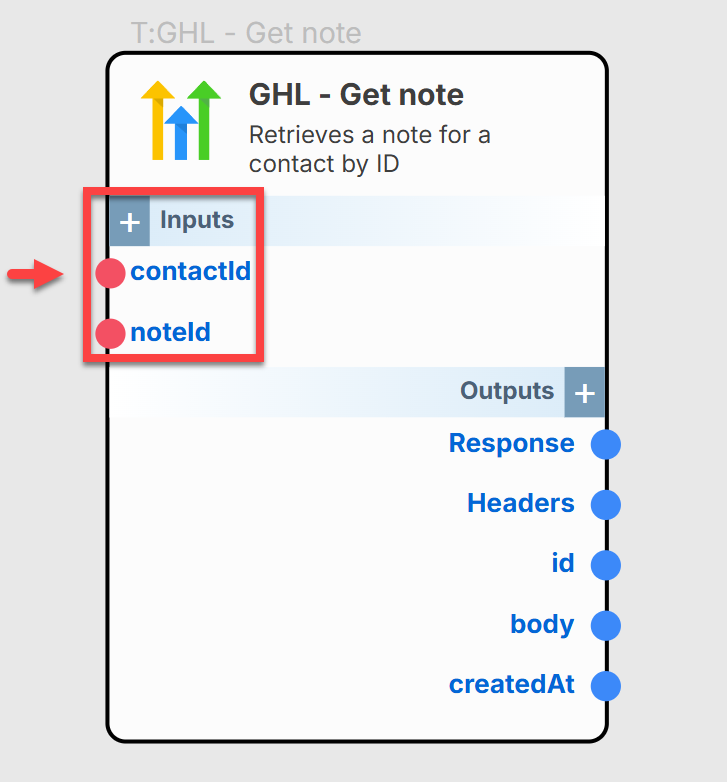 T:GHL - Get note
GHL - Get note
Retrieves a note for a
contact by ID
+ Inputs
contactId
noteId
Outputs +
Response
Headers
id
body
createdAt